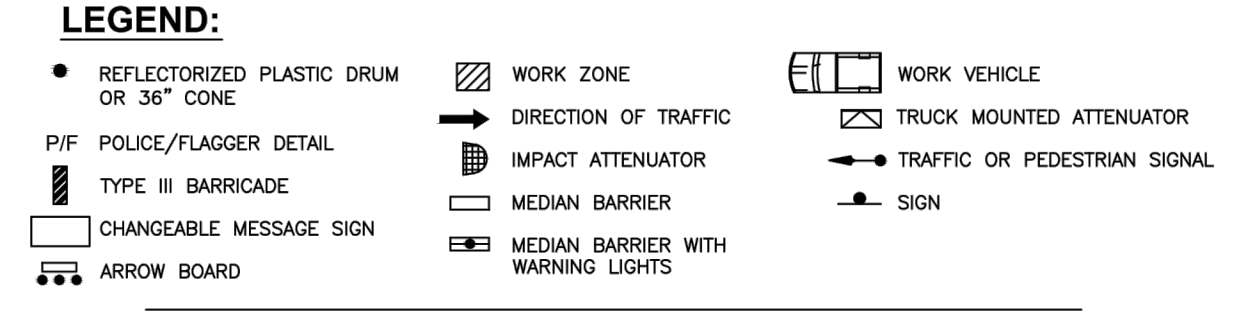 LEGEND:
REFLECTORIZED PLASTIC DRUM
OR 36" CONE
P/F POLICE/FLAGGER DETAIL
TYPE III BARRICADE
CHANGEABLE MESSAGE SIGN
ARROW BOARD
WORK ZONE
DIRECTION OF TRAFFIC
IMPACT ATTENUATOR
MEDIAN BARRIER
MEDIAN BARRIER WITH
WARNING LIGHTS
WORK VEHICLE
TRUCK MOUNTED ATTENUATOR
TRAFFIC OR PEDESTRIAN SIGNAL
SIGN